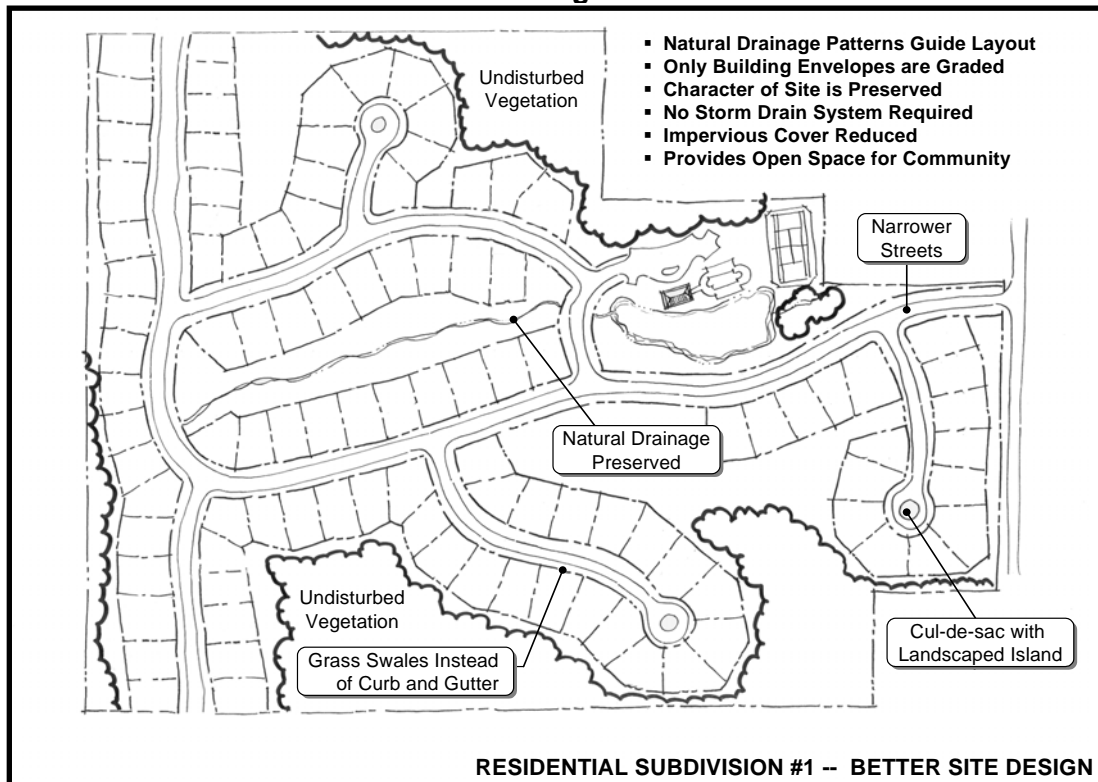 Undisturbed
Vegetation
▪ Natural Drainage Patterns Guide Layout
▪ Only Building Envelopes are Graded
▪ Character of Site is Preserved
▪ No Storm Drain System Required
▪ Impervious Cover Reduced
▪ Provides Open Space for Community
Narrower
Streets
Natural Drainage
Preserved
Undisturbed
Vegetation
Grass Swales Instead
of Curb and Gutter
Cul-de-sac with
Landscaped Island
RESIDENTIAL SUBDIVISION #1 -- BETTER SITE DESIGN